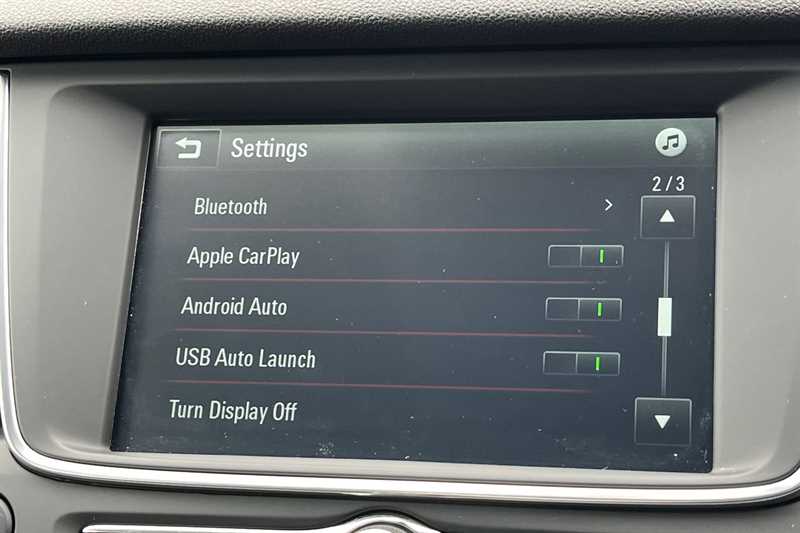 Settings
2/3
Bluetooth
Apple CarPlay
Android Auto
USB Auto Launch
Turn Display Off